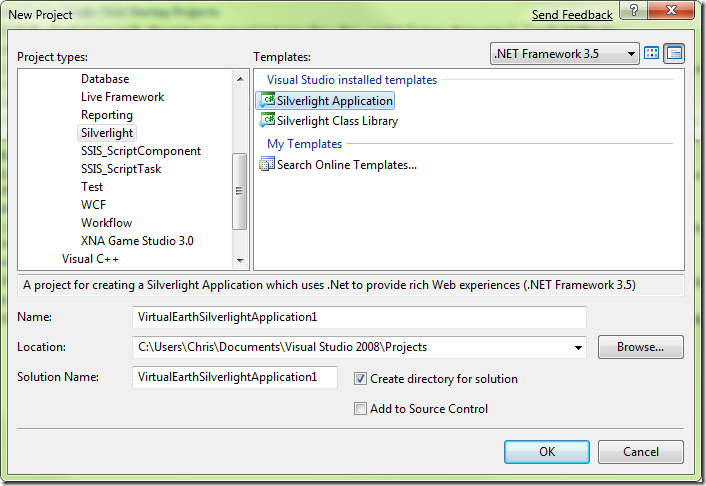 New Project
Send Feedback
Project types:
Templates:
.NET Framework 3.5
Database
Live Framework
Reporting
Silverlight
SSIS_ScriptComponent
SSIS_ScriptTask
Test
WCF
Workflow
XNA Game Studio 3.0
Visual C++
Visual Studio installed templates
Silverlight Application
Silverlight Class Library
My Templates
Search Online Templates...
A project for creating a Silverlight Application which uses .Net to provide rich Web experiences (.NET Framework 3.5)
Name:
VirtualEarthSilverlightApplication1
Location:
C:\Users\Chris\Documents\Visual Studio 2008\Projects
Browse...
Solution Name:
VirtualEarthSilverlightApplication1
Create directory for solution
Add to Source Control
OK
Cancel